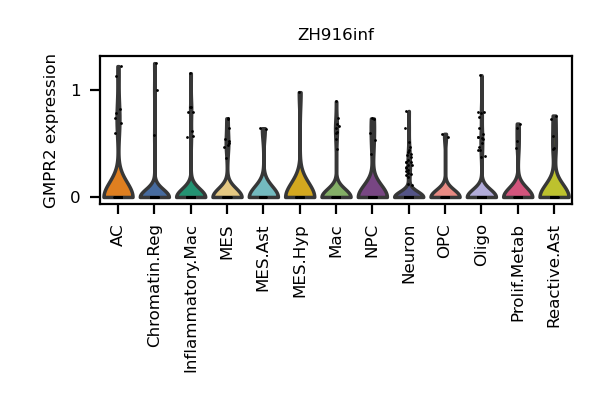 ZH916inf
GMPR2 expression
1
0
AC
Chromatin.Reg
Inflammatory.Mac
MES
MES.Ast
MES.Hyp
Mac
NPC
Neuron
OPC
Oligo
Prolif.Metab
Reactive.Ast